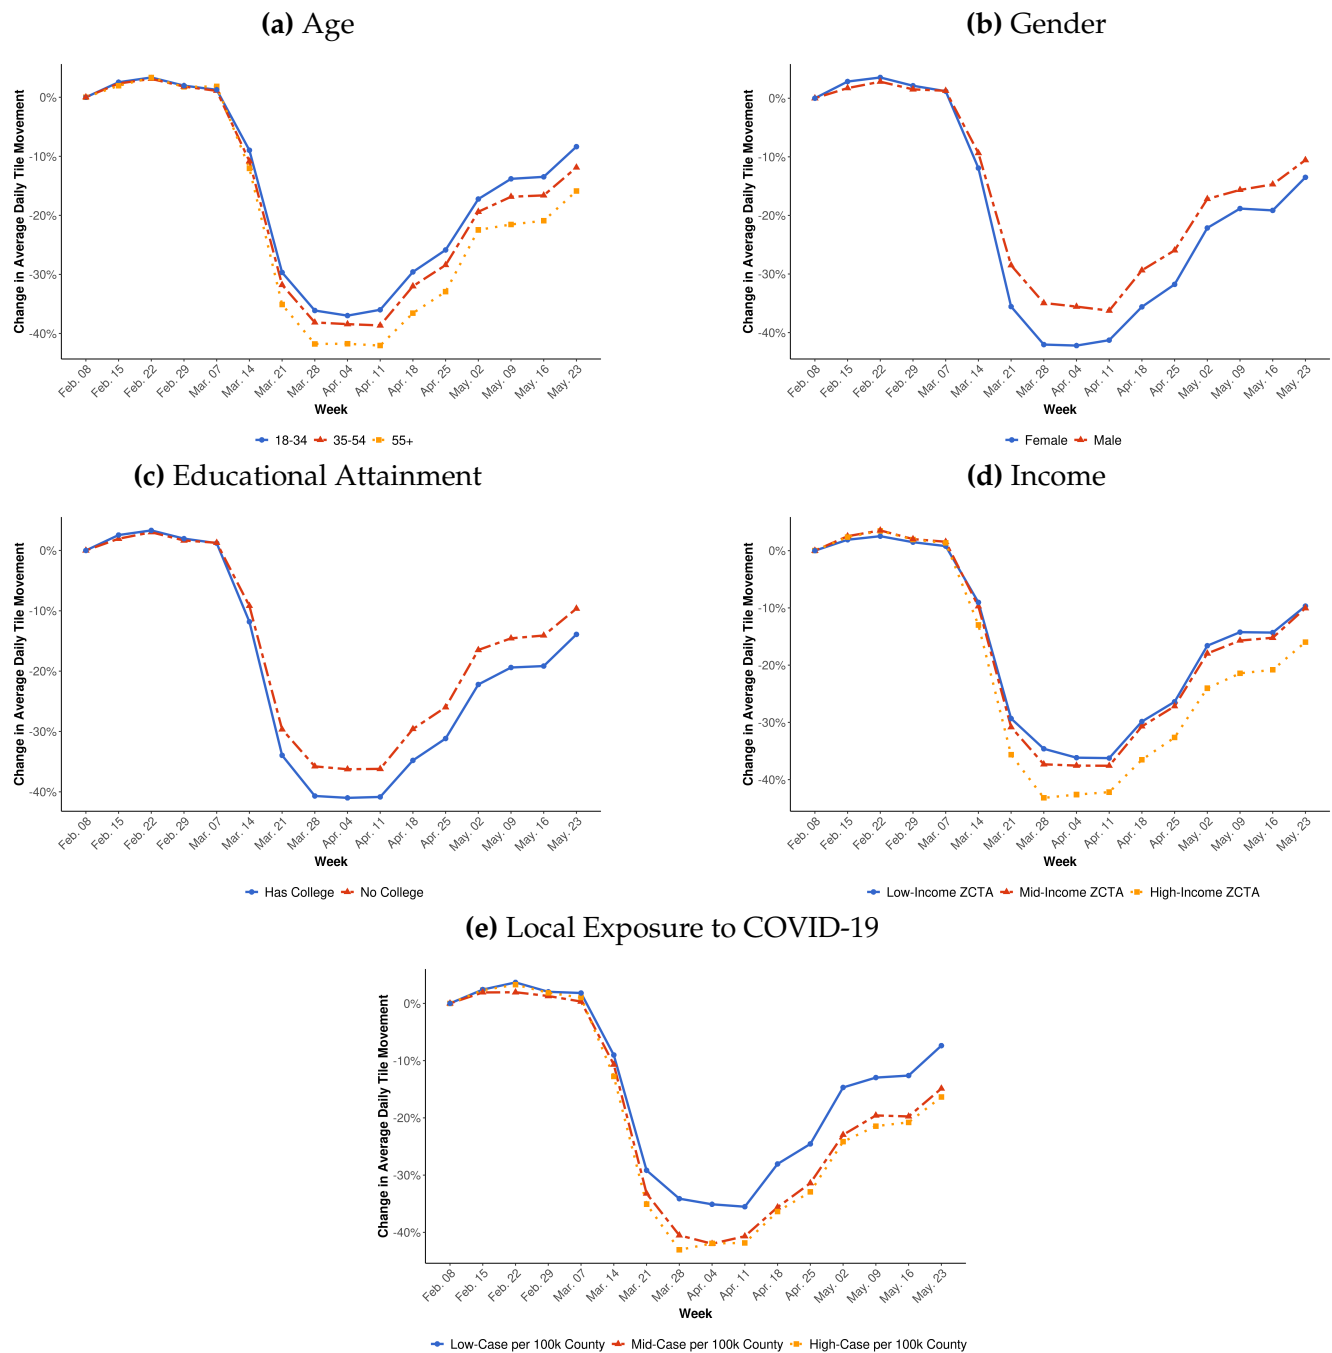 (a) Age
Change in Average Daily Tile Movement
0%
-10%
-20%
-30%
-40%
Feb. 08
Feb. 15
Feb. 22
Feb. 29
Mar. 07
Mar. 14
Mar. 21
Mar. 28
Apr. 04
Apr. 11
Apr. 18
Apr. 25
May. 02
May. 09
May. 16
May. 23
Week
18-34 35-54 55+
(b) Gender
Change in Average Daily Tile Movement
0%
-10%
-20%
-30%
-40%
Feb. 08
Feb. 15
Feb. 22
Feb. 29
Mar. 07
Mar. 14
Mar. 21
Mar. 28
Apr. 04
Apr. 11
Apr. 18
Apr. 25
May. 02
May. 09
May. 16
May. 23
Week
Female Male
(c) Educational Attainment
Change in Average Daily Tile Movement
0%
-10%
-20%
-30%
-40%
Feb. 08
Feb. 15
Feb. 22
Feb. 29
Mar. 07
Mar. 14
Mar. 21
Mar. 28
Apr. 04
Apr. 11
Apr. 18
Apr. 25
May. 02
May. 09
May. 16
May. 23
Week
Has College No College
(d) Income
Change in Average Daily Tile Movement
0%
-10%
-20%
-30%
-40%
Feb. 08
Feb. 15
Feb. 22
Feb. 29
Mar. 07
Mar. 14
Mar. 21
Mar. 28
Apr. 04
Apr. 11
Apr. 18
Apr. 25
May. 02
May. 09
May. 16
May. 23
Week
Low-Income ZCTA Mid-Income ZCTA High-Income ZCTA
(e) Local Exposure to COVID-19
Change in Average Daily Tile Movement
0%
-10%
-20%
-30%
-40%
Feb. 08
Feb. 15
Feb. 22
Feb. 29
Mar. 07
Mar. 14
Mar. 21
Mar. 28
Apr. 04
Apr. 11
Apr. 18
Apr. 25
May. 02
May. 09
May. 16
May. 23
Week
Low-Case per 100k County Mid-Case per 100k County High-Case per 100k County